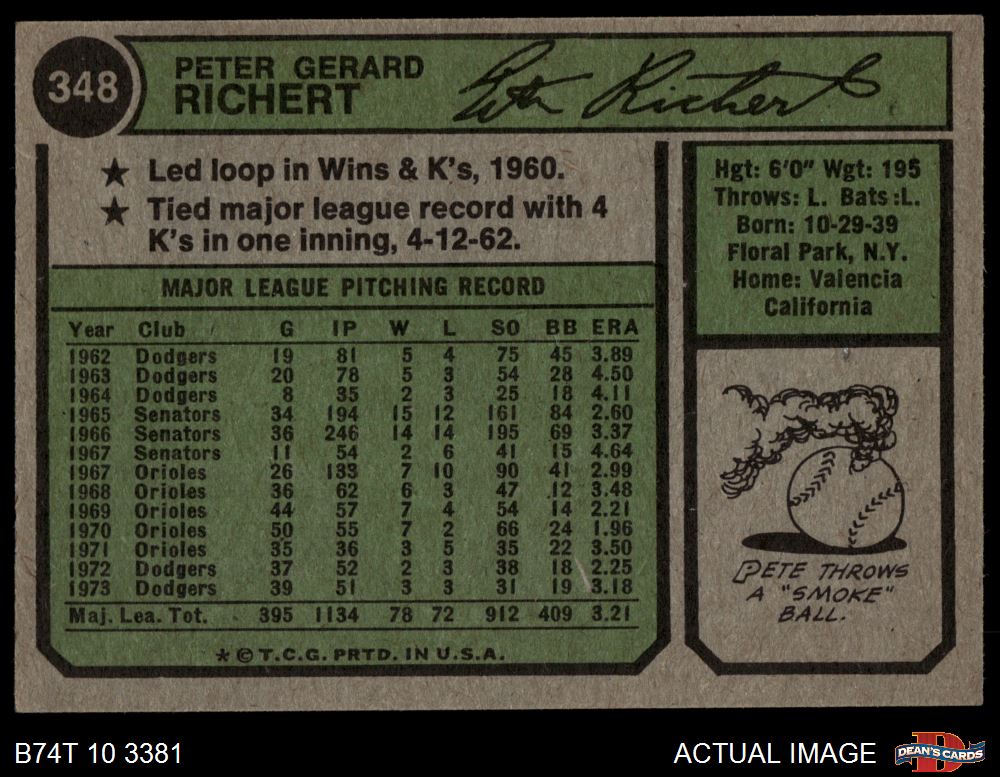 348
PETER GERARD
RICHERT
Pete Richert
★ Led loop in Wins & K's, 1960.
★ Tied major league record with 4
K's in one inning, 4-12-62.
MAJOR LEAGUE PITCHING RECORD
Year Club G IP W L SO BB ERA
1962 Dodgers 19 81 5 4 75 45 3.89
1963 Dodgers 20 78 5 3 54 28 4.50
1964 Dodgers 8 35 2 3 25 18 4.11
1965 Senators 34 194 15 12 161 84 2.60
1966 Senators 36 246 14 14 195 69 3.37
1967 Senators 11 54 2 6 41 15 4.64
1967 Orioles 26 133 7 10 90 41 2.99
1968 Orioles 36 62 6 3 47 12 3.48
1969 Orioles 44 57 7 4 54 14 2.21
1970 Orioles 50 55 7 2 66 24 1.96
1971 Orioles 35 36 3 5 35 22 3.50
1972 Dodgers 37 52 2 3 38 18 2.25
1973 Dodgers 39 51 3 3 31 19 3.18
Maj. Lea. Tot. 395 1134 78 72 912 409 3.21
★ © T.C.G. PRTD. IN U.S.A.
Hgt: 6'0" Wgt: 195
Throws: L. Bats: L.
Born: 10-29-39
Floral Park, N.Y.
Home: Valencia
California
PETE THROWS
A "SMOKE"
BALL.
B74T 10 3381
ACTUAL IMAGE
D
DEAN'S CARDS